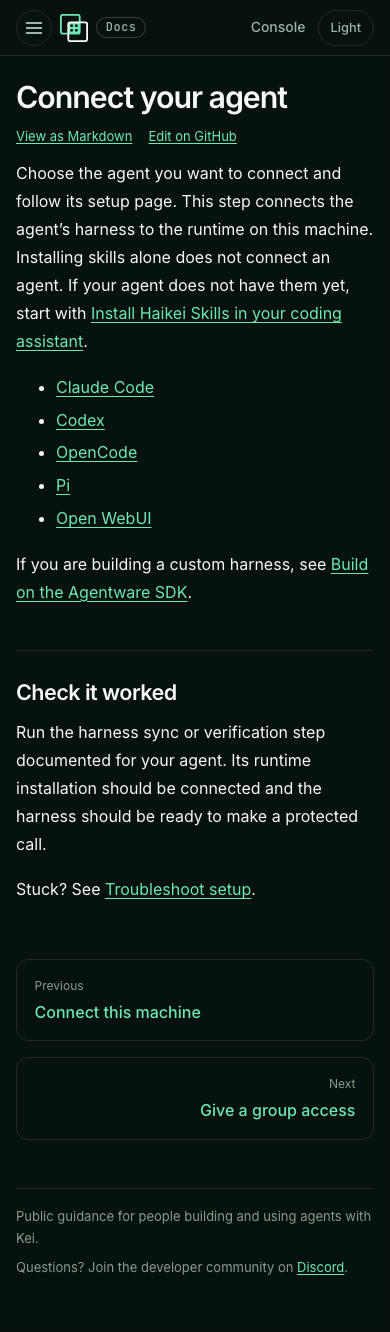 Docs
Console
Light
Connect your agent
View as Markdown
Edit on GitHub
Choose the agent you want to connect and
follow its setup page. This step connects the
agent’s harness to the runtime on this machine.
Installing skills alone does not connect an
agent. If your agent does not have them yet,
start with Install Haikei Skills in your coding
assistant.
Claude Code
Codex
OpenCode
Pi
Open WebUI
If you are building a custom harness, see Build
on the Agentware SDK.
Check it worked
Run the harness sync or verification step
documented for your agent. Its runtime
installation should be connected and the
harness should be ready to make a protected
call.
Stuck? See Troubleshoot setup.
Previous
Connect this machine
Next
Give a group access
Public guidance for people building and using agents with
Kei.
Questions? Join the developer community on Discord.